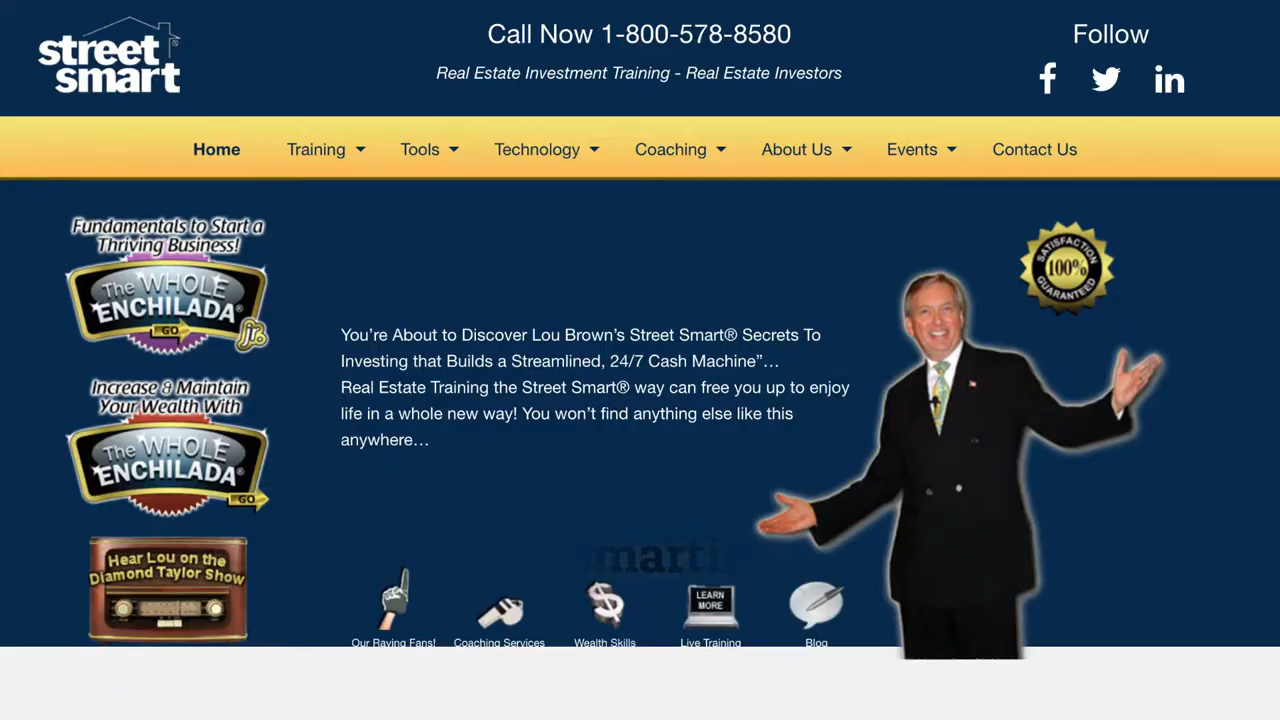 street
smart
®
Call Now 1-800-578-8580
Real Estate Investment Training - Real Estate Investors
Follow
Home
Training
Tools
Technology
Coaching
About Us
Events
Contact Us
Fundamentals to Start a
Thriving Business!
The WHOLE
ENCHILADA®
GO
jr.
Increase & Maintain
Your Wealth With
The WHOLE
ENCHILADA®
GO
Hear Lou on the
Diamond Taylor Show
You're About to Discover Lou Brown's Street Smart® Secrets To
Investing that Builds a Streamlined, 24/7 Cash Machine"…
Real Estate Training the Street Smart® way can free you up to enjoy
life in a whole new way! You won't find anything else like this
anywhere…
SATISFACTION
100%
GUARANTEED
LEARN
MORE
Our Raving Fans!
Coaching Services
Wealth Skills
Live Training
Blog